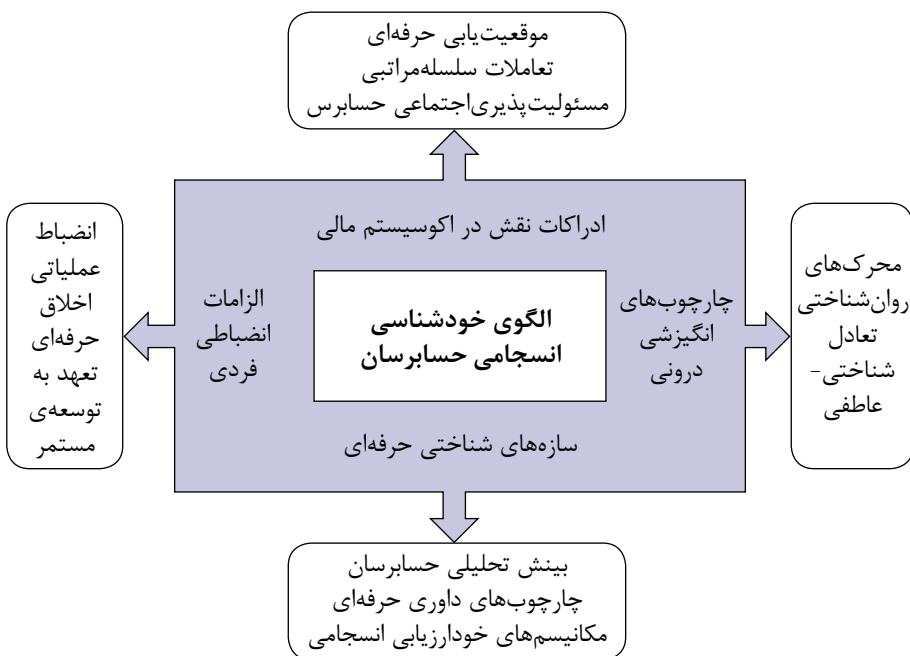 موقعیت‌یابی حرفه‌ای
تعاملات سلسله‌مراتبی
مسئولیت‌پذیری‌اجتماعی حسابرس
ادراکات نقش در اکوسیستم مالی
محرک‌های
روان‌شناختی
تعادل
شناختی–
عاطفی
چارچوب‌های
انگیزشی
درونی
الگوی خودشناسی
انسجامی حسابرسان
الزامات
انضباطی
فردی
انضباط
عملیاتی
اخلاق
حرفه‌ای
تعهد به
توسعه‌ی
مستمر
سازه‌های شناختی حرفه‌ای
بینش تحلیلی حسابرسان
چارچوب‌های داوری حرفه‌ای
مکانیسم‌های خودارزیابی انسجامی